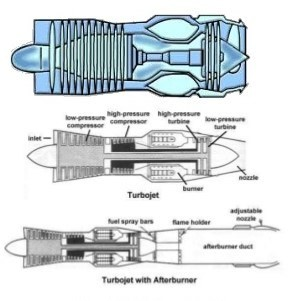 low-pressure compressor
high-pressure compressor
high-pressure turbine
low-pressure turbine
inlet
burner
nozzle
Turbojet
fuel spray bars
flame holder
adjustable nozzle
afterburner duct
Turbojet with Afterburner